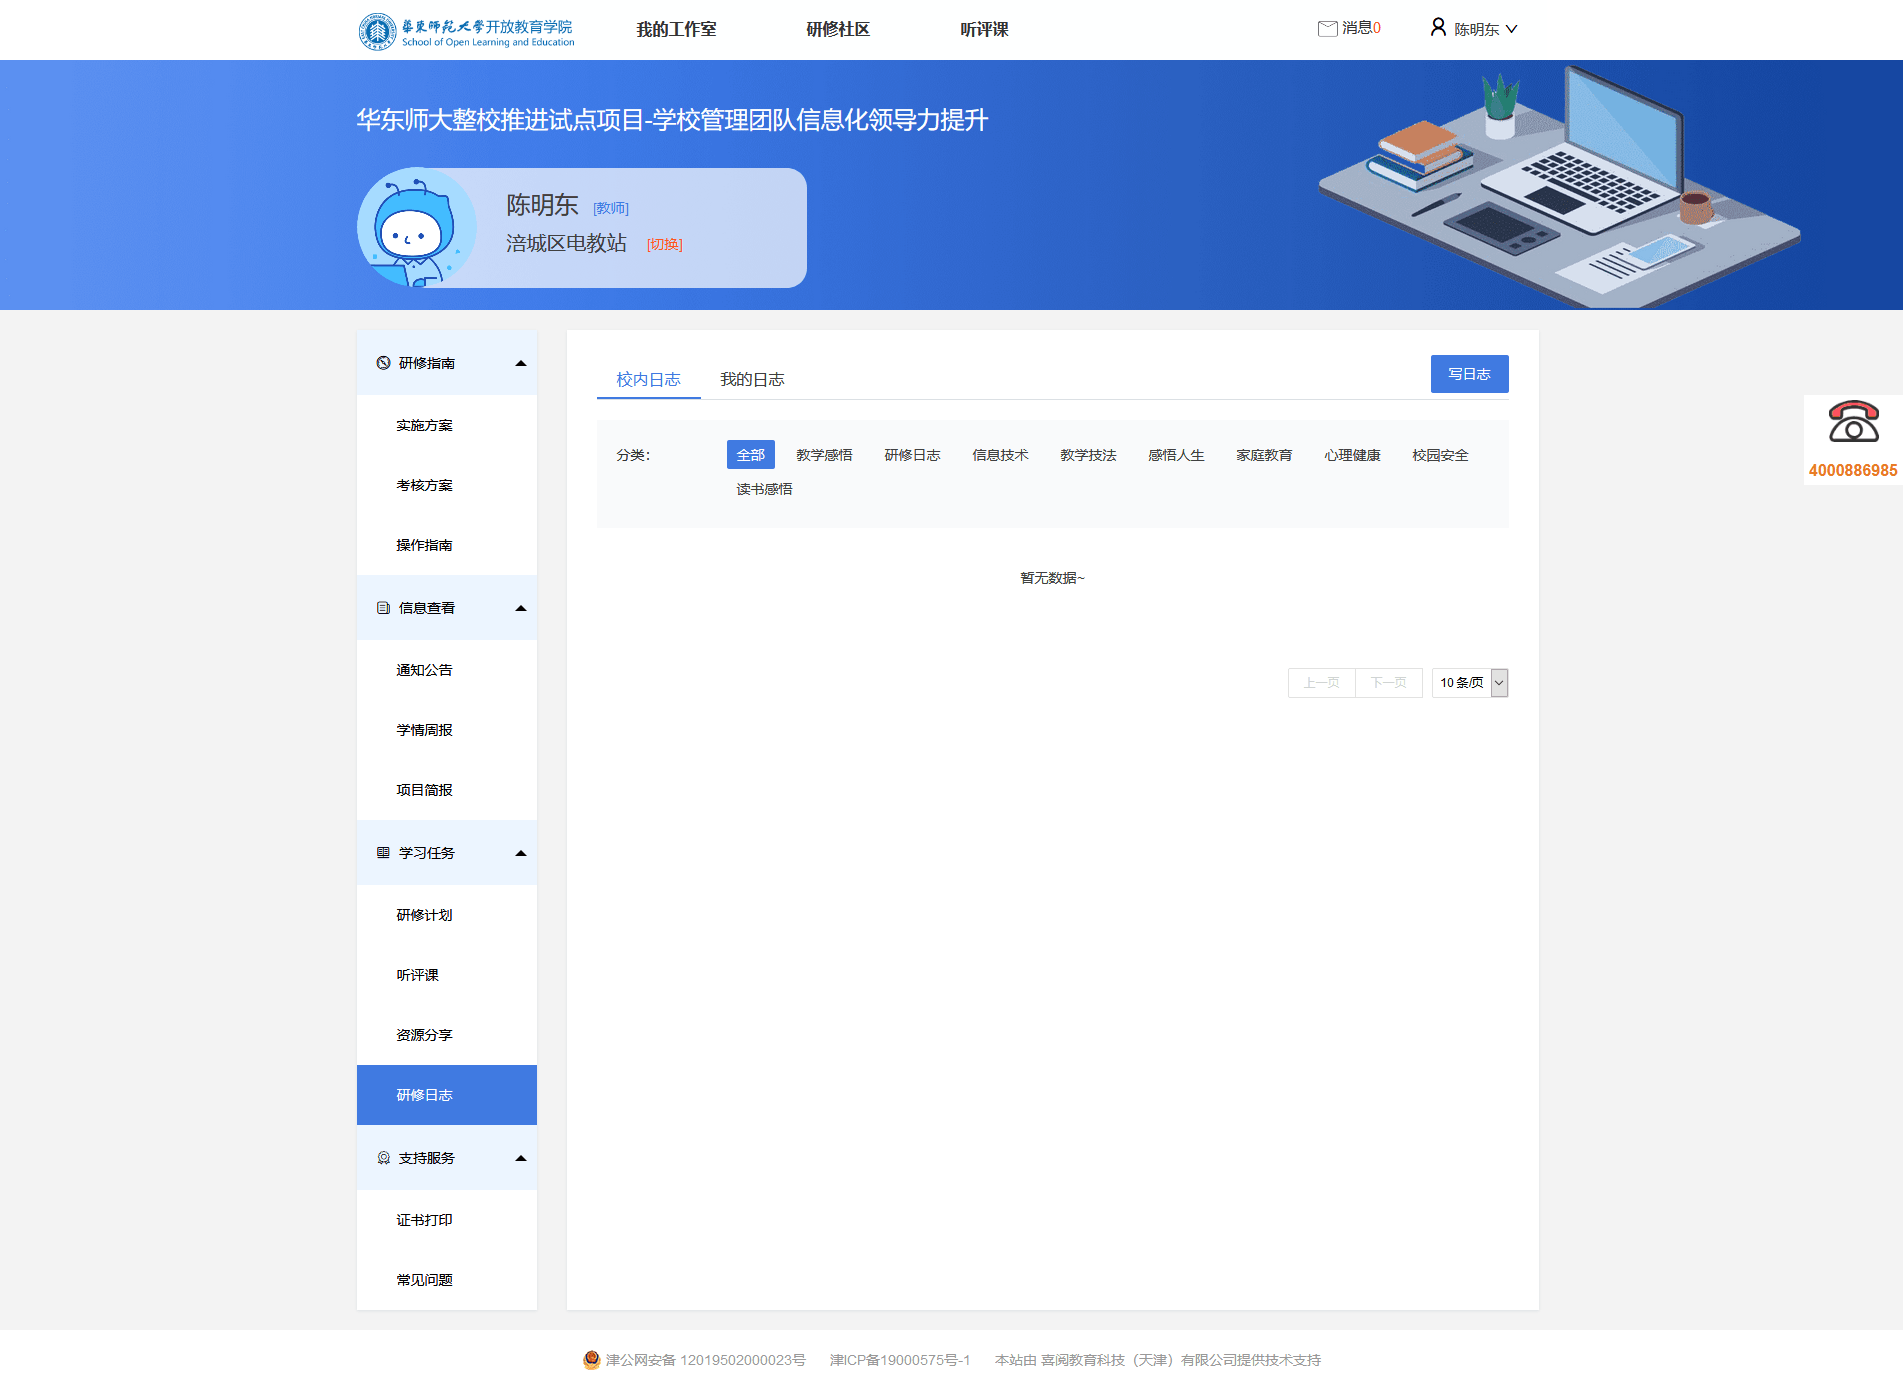 華東師範大學开放教育学院
School of Open Learning and Education
我的工作室 研修社区 听评课 消息0 陈明东
华东师大整校推进试点项目-学校管理团队信息化领导力提升
陈明东 [教师]
涪城区电教站 [切换]
研修指南
实施方案
考核方案
操作指南
信息查看
通知公告
学情周报
项目简报
学习任务
研修计划
听评课
资源分享
研修日志
支持服务
证书打印
常见问题
校内日志 我的日志 写日志
分类: 全部 教学感悟 研修日志 信息技术 教学技法 感悟人生 家庭教育 心理健康 校园安全
读书感悟
暂无数据~
上一页 下一页 10 条/页
4000886985
津公网安备 12019502000023号 津ICP备19000575号-1 本站由 喜阅教育科技（天津）有限公司提供技术支持